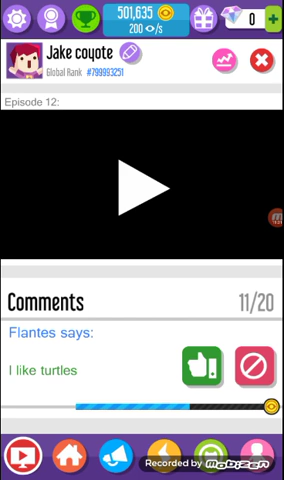 501,635
200 /s
0
Jake coyote
Global Rank #799993251
Episode 12:
Comments 11/20
Flantes says:
I like turtles
Recorded by mobizen